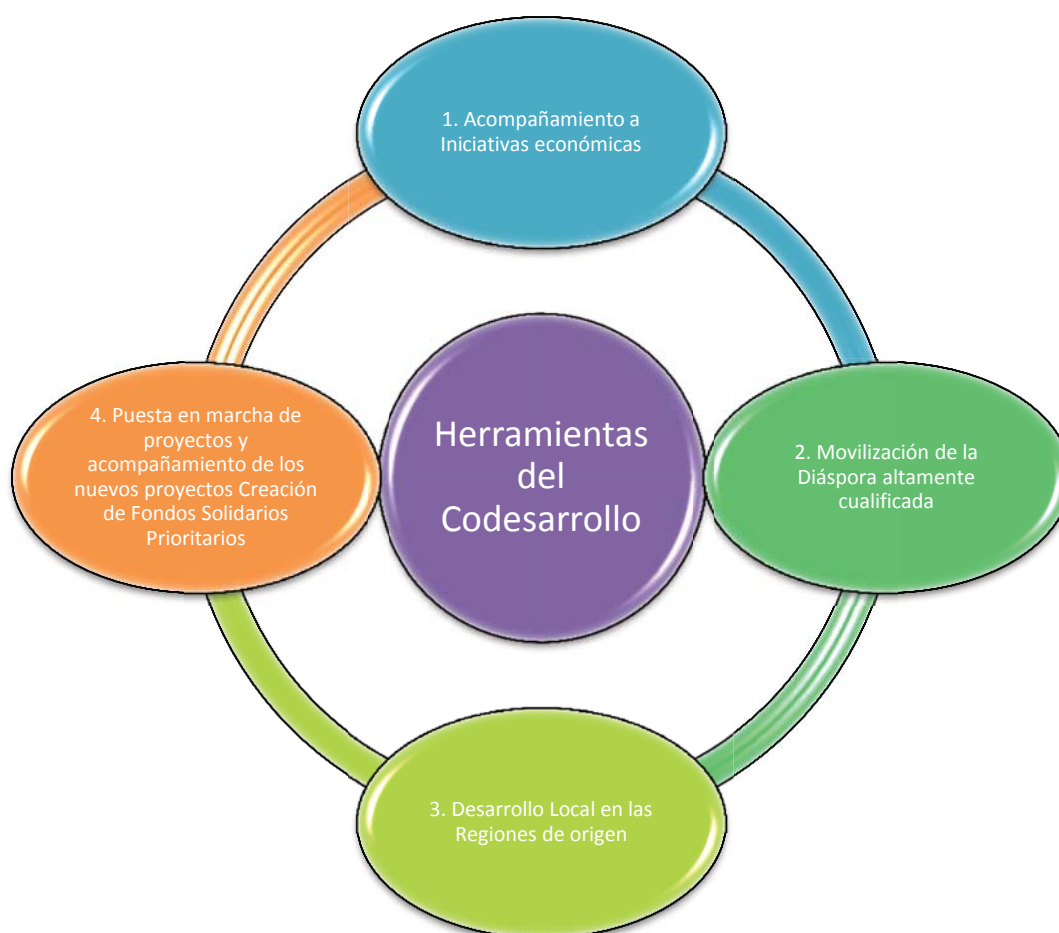 1. Acompañamiento a
Iniciativas económicas
2. Movilización de la
Diáspora altamente
cualificada
3. Desarrollo Local en las
Regiones de origen
4. Puesta en marcha de
proyectos y
acompañamiento de los
nuevos proyectos Creación
de Fondos Solidarios
Prioritarios
Herramientas
del
Codesarrollo